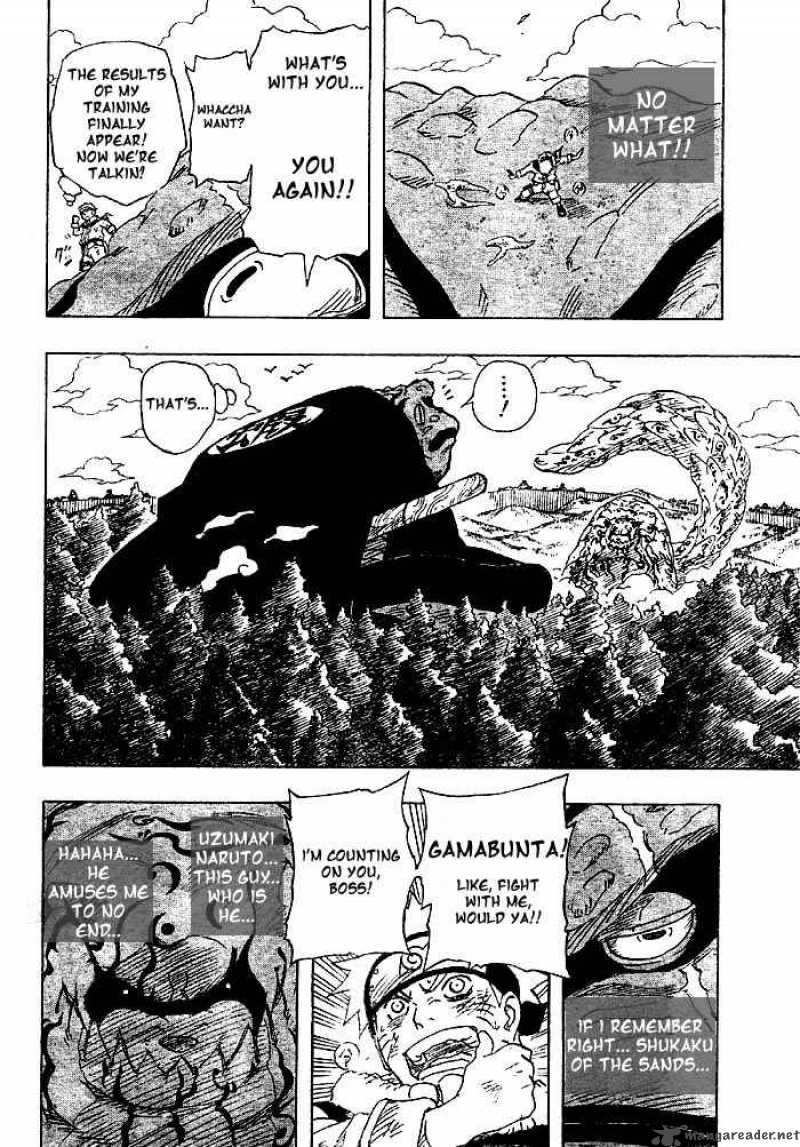 NO
MATTER
WHAT!!
WHAT'S
WITH YOU...
YOU
AGAIN!!
WHACCHA
WANT?
THE RESULTS
OF MY
TRAINING
FINALLY
APPEAR!
NOW WE'RE
TALKIN?
.....!
THAT'S...
IF I REMEMBER
RIGHT... SHUKAKU
OF THE SANDS...
GAMABUNTA!
LIKE, FIGHT
WITH ME,
WOULD YA!!
I'M COUNTING
ON YOU,
BOSS!
UZUMAKI
NARUTO...
THIS GUY...
WHO IS
HE...
HAHAHA...
HE
AMUSES ME
TO NO
END...
mangareader.net